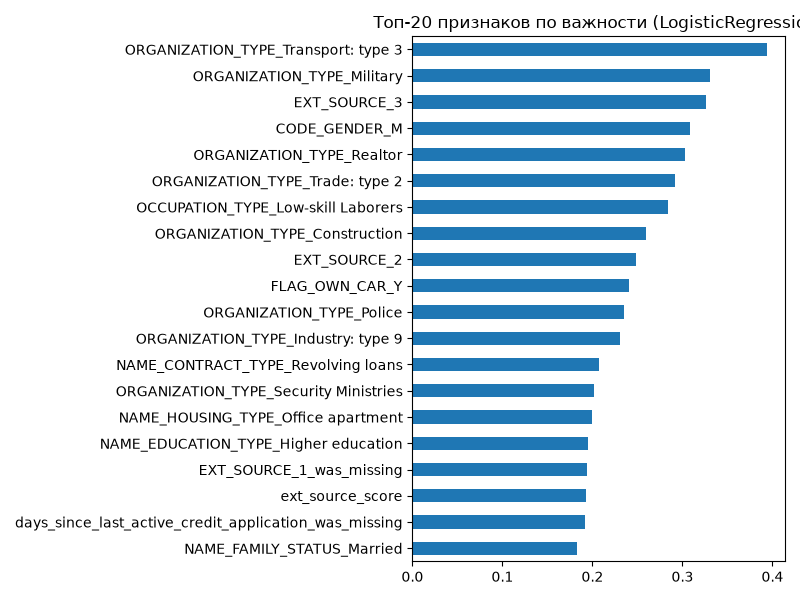 Топ-20 признаков по важности (LogisticRegressio
ORGANIZATION_TYPE_Transport: type 3
ORGANIZATION_TYPE_Military
EXT_SOURCE_3
CODE_GENDER_M
ORGANIZATION_TYPE_Realtor
ORGANIZATION_TYPE_Trade: type 2
OCCUPATION_TYPE_Low-skill Laborers
ORGANIZATION_TYPE_Construction
EXT_SOURCE_2
FLAG_OWN_CAR_Y
ORGANIZATION_TYPE_Police
ORGANIZATION_TYPE_Industry: type 9
NAME_CONTRACT_TYPE_Revolving loans
ORGANIZATION_TYPE_Security Ministries
NAME_HOUSING_TYPE_Office apartment
NAME_EDUCATION_TYPE_Higher education
EXT_SOURCE_1_was_missing
ext_source_score
days_since_last_active_credit_application_was_missing
NAME_FAMILY_STATUS_Married
0.0 0.1 0.2 0.3 0.4